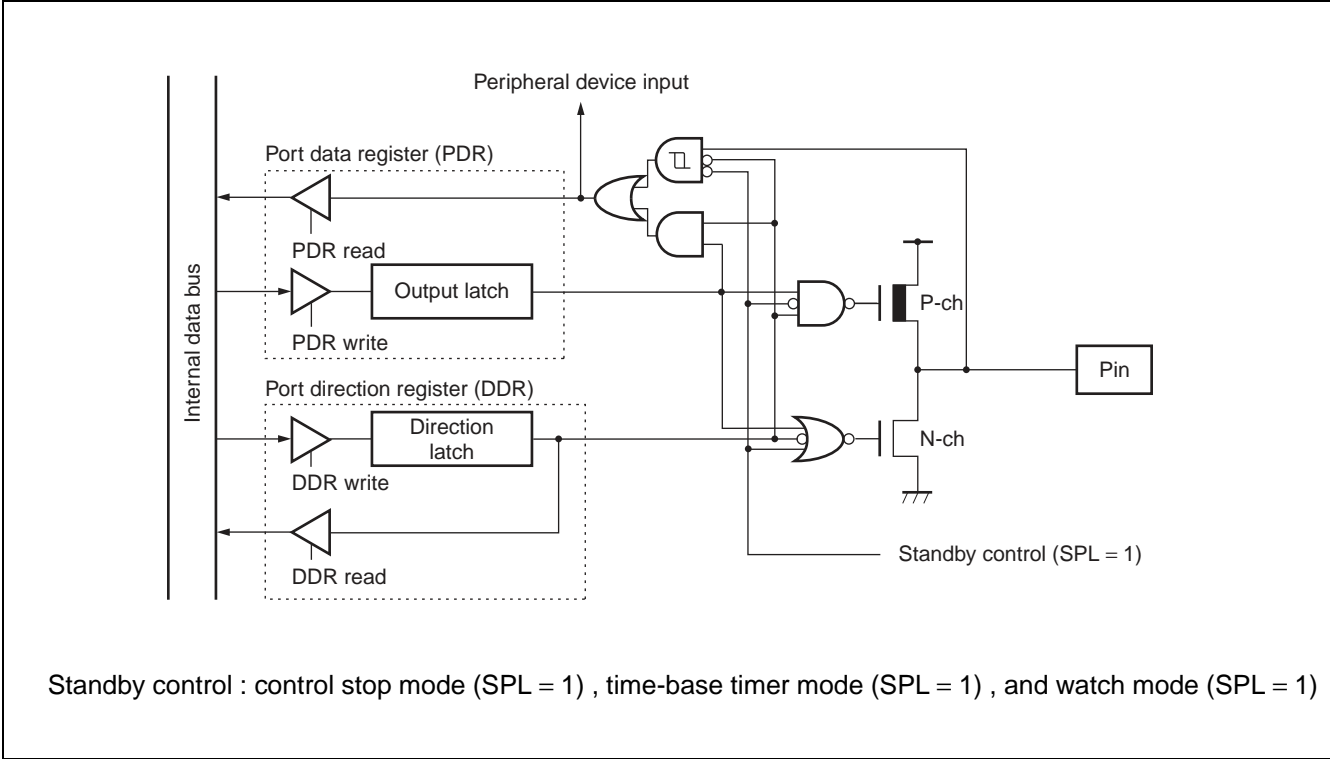 Peripheral device input
Port data register (PDR)
PDR read
Output latch
PDR write
P-ch
Internal data bus
Pin
Port direction register (DDR)
Direction
latch
N-ch
DDR write
Standby control (SPL = 1)
DDR read
Standby control : control stop mode (SPL = 1) , time-base timer mode (SPL = 1) , and watch mode (SPL = 1)